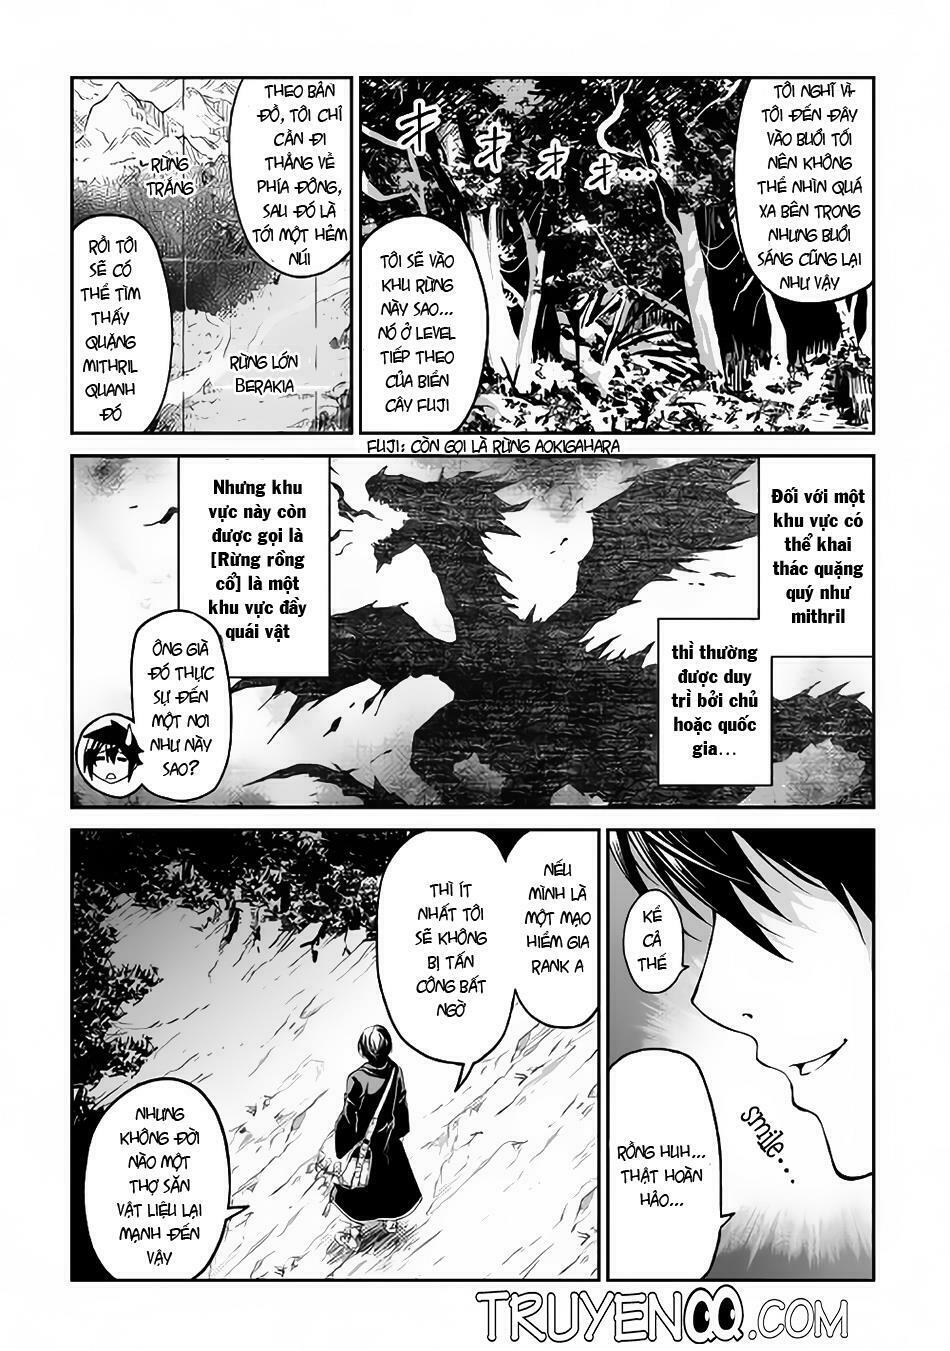 TÔI NGHĨ VÌ
TÔI ĐẾN ĐÂY
VÀO BUỔI TỐI
NÊN KHÔNG
THỂ NHÌN QUÁ
XA BÊN TRONG
NHƯNG BUỔI
SÁNG CŨNG LẠI
NHƯ VẬY
オ オ オ オ....
TÔI SẼ VÀO
KHU RỪNG
NÀY SAO...
NÓ Ở LEVEL
TIẾP THEO
CỦA BIỂN
CÂY FUJI
THEO BẢN
ĐỒ, TÔI CHỈ
CẦN ĐI
THẲNG VỀ
PHÍA ĐÔNG,
SAU ĐÓ LÀ
TỚI MỘT HẺM
NÚI
RỪNG
TRẮNG
RỒI TÔI
SẼ CÓ
THỂ TÌM
THẤY
QUẶNG
MITHRIL
QUANH
ĐÓ
RỪNG LỚN
BERAKIA
FUJI: CÒN GỌI LÀ RỪNG AOKIGAHARA
Đối với một
khu vực có
thể khai
thác quặng
quý như
mithril
thì thường
được duy
trì bởi chủ
hoặc quốc
gia...
Nhưng khu
vực này còn
được gọi là
[Rừng rồng
cổ] là một
khu vực đầy
quái vật
ÔNG GIÀ
ĐÓ THỰC
SỰ ĐẾN
MỘT NƠI
NHƯ NÀY
SAO?
KỂ
CẢ
THẾ
smile...
RỒNG HUH...
THẬT HOÀN
HẢO...
NẾU
MÌNH LÀ
MỘT MẠO
HIỂM GIA
RANK A
THÌ ÍT
NHẤT TÔI
SẼ KHÔNG
BỊ TẤN
CÔNG BẤT
NGỜ
NHƯNG
KHÔNG ĐỜI
NÀO MỘT
THỢ SĂN
VẬT LIỆU LẠI
MẠNH ĐẾN
VẬY
TRUYENQQ.COM